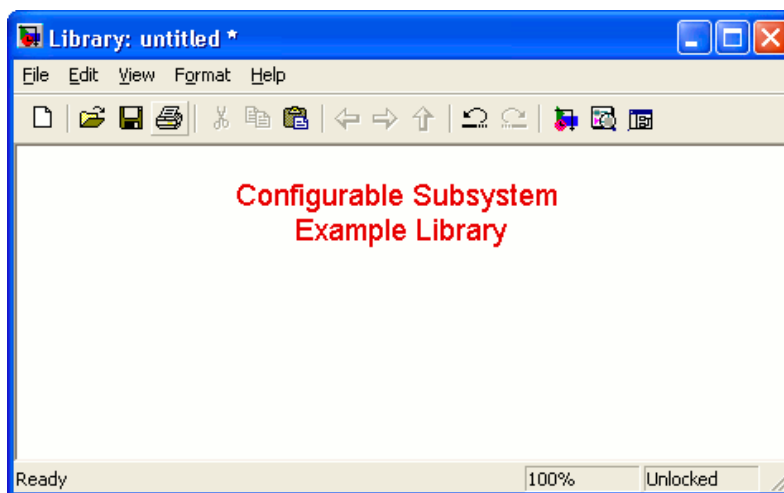 Library: untitled *
File Edit View Format Help
Configurable Subsystem
Example Library
Ready 100% Unlocked